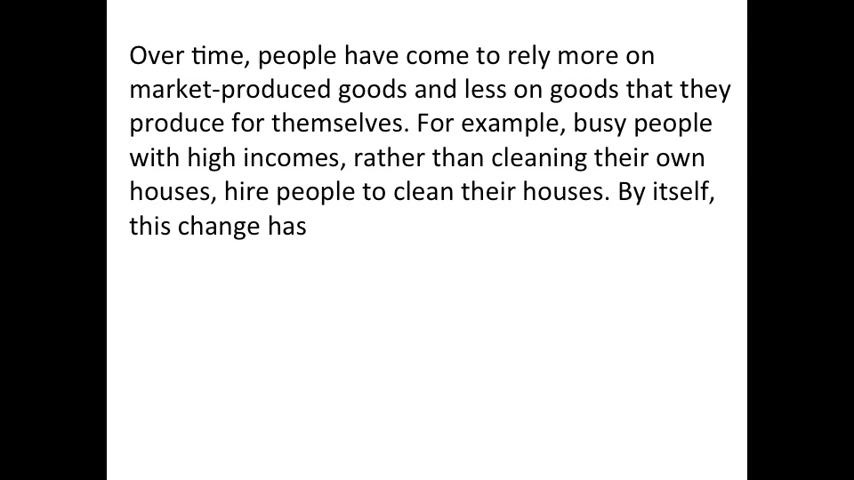 Over time, people have come to rely more on
market-produced goods and less on goods that they
produce for themselves. For example, busy people
with high incomes, rather than cleaning their own
houses, hire people to clean their houses. By itself,
this change has